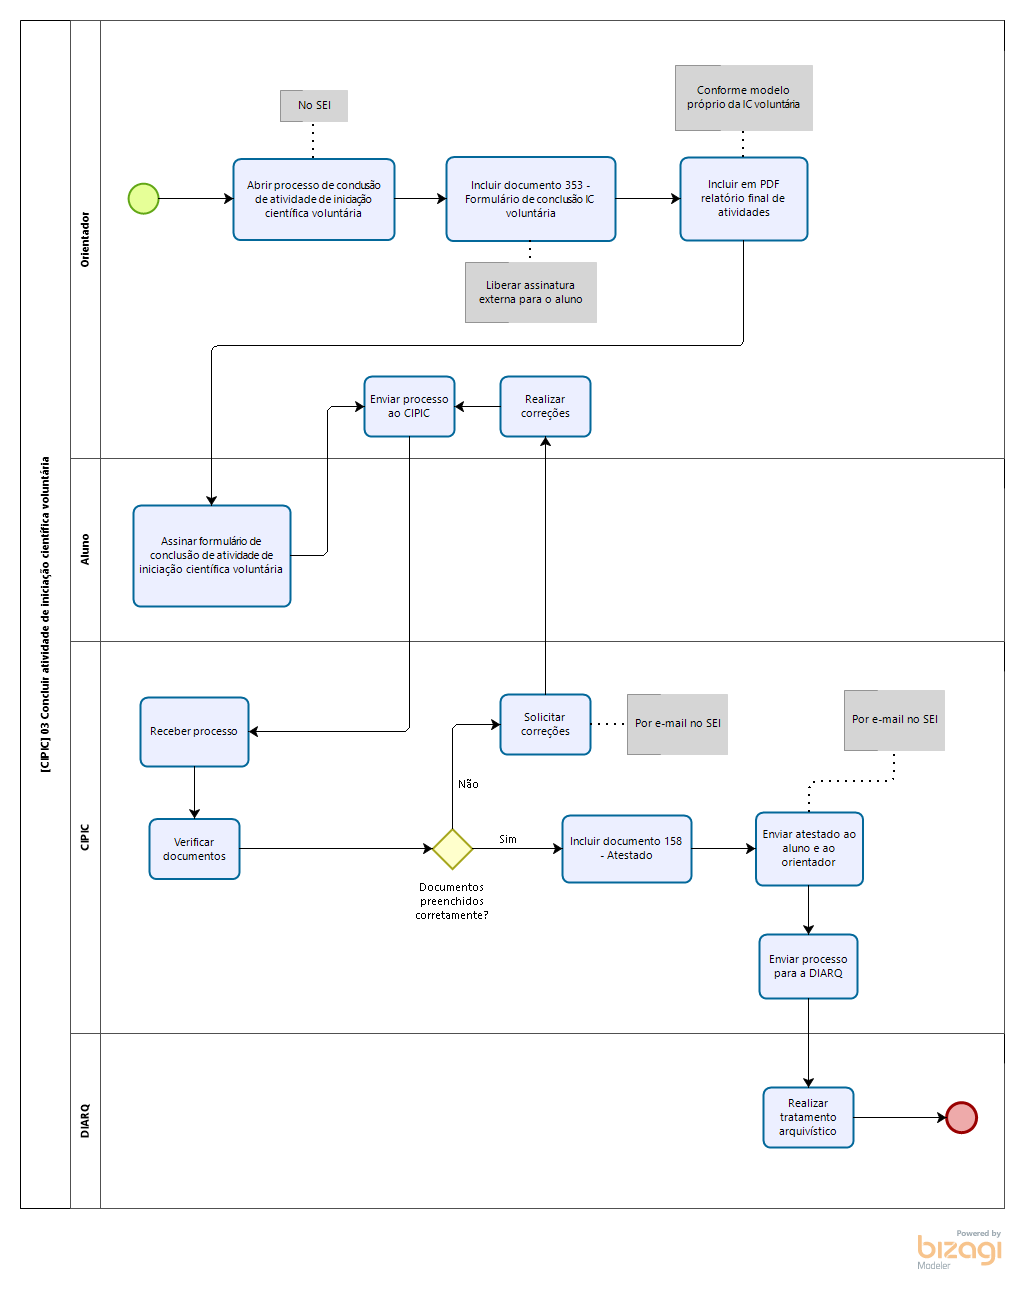 [CIPIC] 03 Concluir atividade de iniciação científica voluntária
Orientador
No SEI
Conforme modelo
próprio da IC voluntária
Abrir processo de conclusão
de atividade de iniciação
científica voluntária
Incluir documento 353 -
Formulário de conclusão IC
voluntária
Incluir em PDF
relatório final de
atividades
Liberar assinatura
externa para o aluno
Enviar processo
ao CIPIC
Realizar
correções
Aluno
Assinar formulário de
conclusão de atividade de
iniciação científica voluntária
CIPIC
Receber processo
Solicitar
correções
Por e-mail no SEI
Por e-mail no SEI
Não
Verificar
documentos
Sim
Documentos
preenchidos
corretamente?
Incluir documento 158
- Atestado
Enviar atestado ao
aluno e ao
orientador
Enviar processo
para a DIARQ
DIARQ
Realizar
tratamento
arquivístico
Powered by
bizagi
Modeler